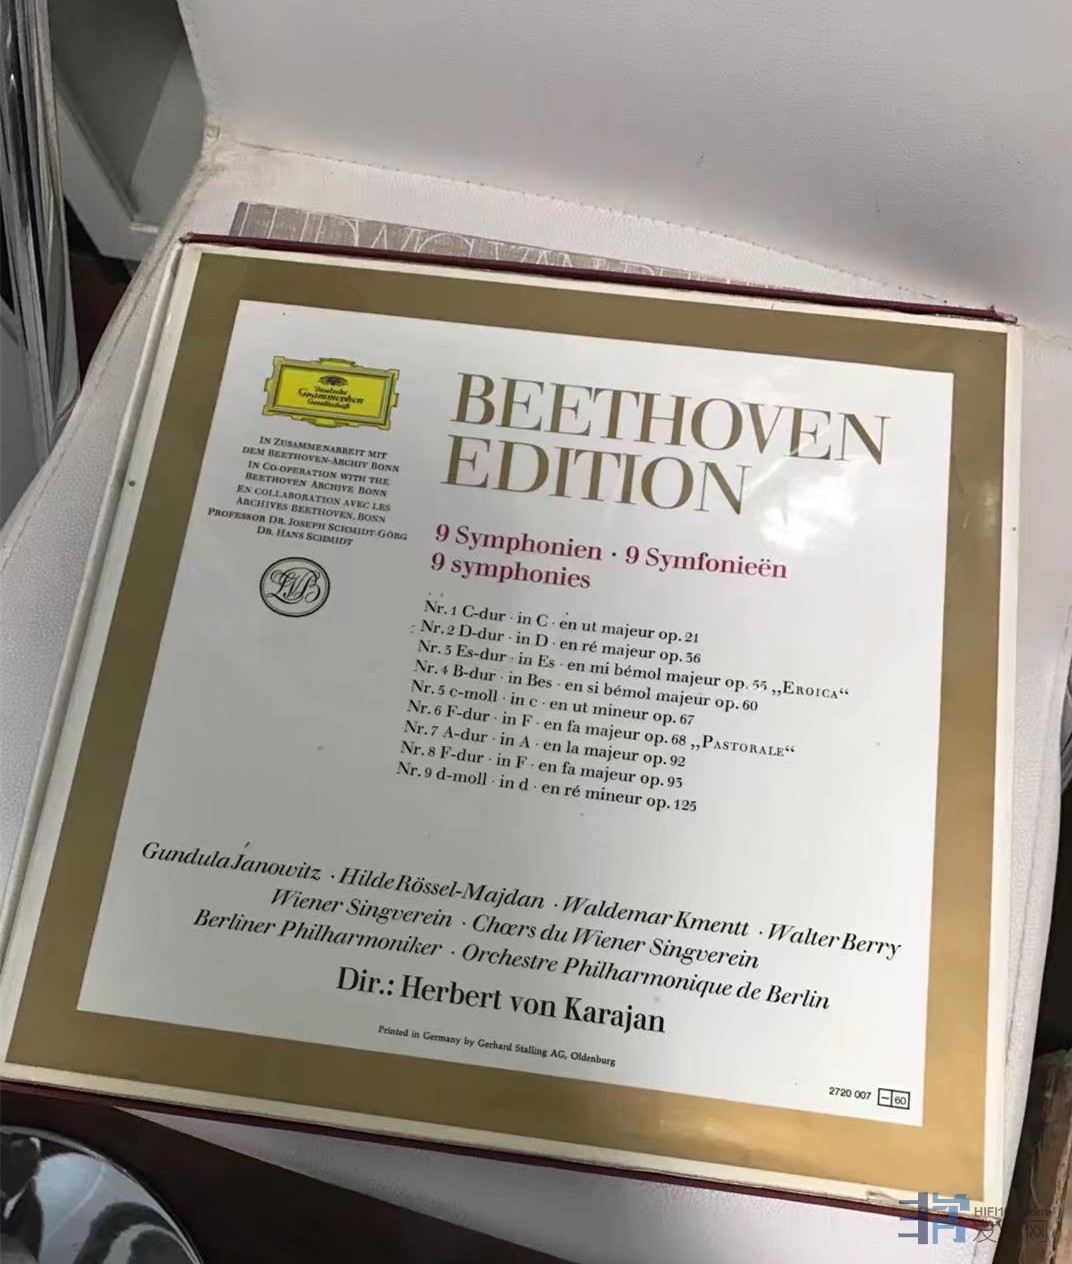 Deutsche
Grammophon
Gesellschaft
IN ZUSAMMENARBEIT MIT
DEM BEETHOVEN-ARCHIV BONN
IN CO-OPERATION WITH THE
BEETHOVEN ARCHIVE BONN
EN COLLABORATION AVEC LES
ARCHIVES BEETHOVEN, BONN
PROFESSOR DR. JOSEPH SCHMIDT-GÖRG
DR. HANS SCHMIDT
LVB
BEETHOVEN
EDITION
9 Symphonien · 9 Symfonieën
9 symphonies
Nr. 1 C-dur · in C · en ut majeur op. 21
Nr. 2 D-dur · in D · en ré majeur op. 36
Nr. 3 Es-dur · in Es · en mi bémol majeur op. 55 „EROICA“
Nr. 4 B-dur · in Bes · en si bémol majeur op. 60
Nr. 5 c-moll · in c · en ut mineur op. 67
Nr. 6 F-dur · in F · en fa majeur op. 68 „PASTORALE“
Nr. 7 A-dur · in A · en la majeur op. 92
Nr. 8 F-dur · in F · en fa majeur op. 93
Nr. 9 d-moll · in d · en ré mineur op. 125
Gundula Janowitz · Hilde Rössel-Majdan · Waldemar Kmentt · Walter Berry
Wiener Singverein · Chœrs du Wiener Singverein
Berliner Philharmoniker · Orchestre Philharmonique de Berlin
Dir.: Herbert von Karajan
Printed in Germany by Gerhard Stalling AG, Oldenburg
2720 007 – 60